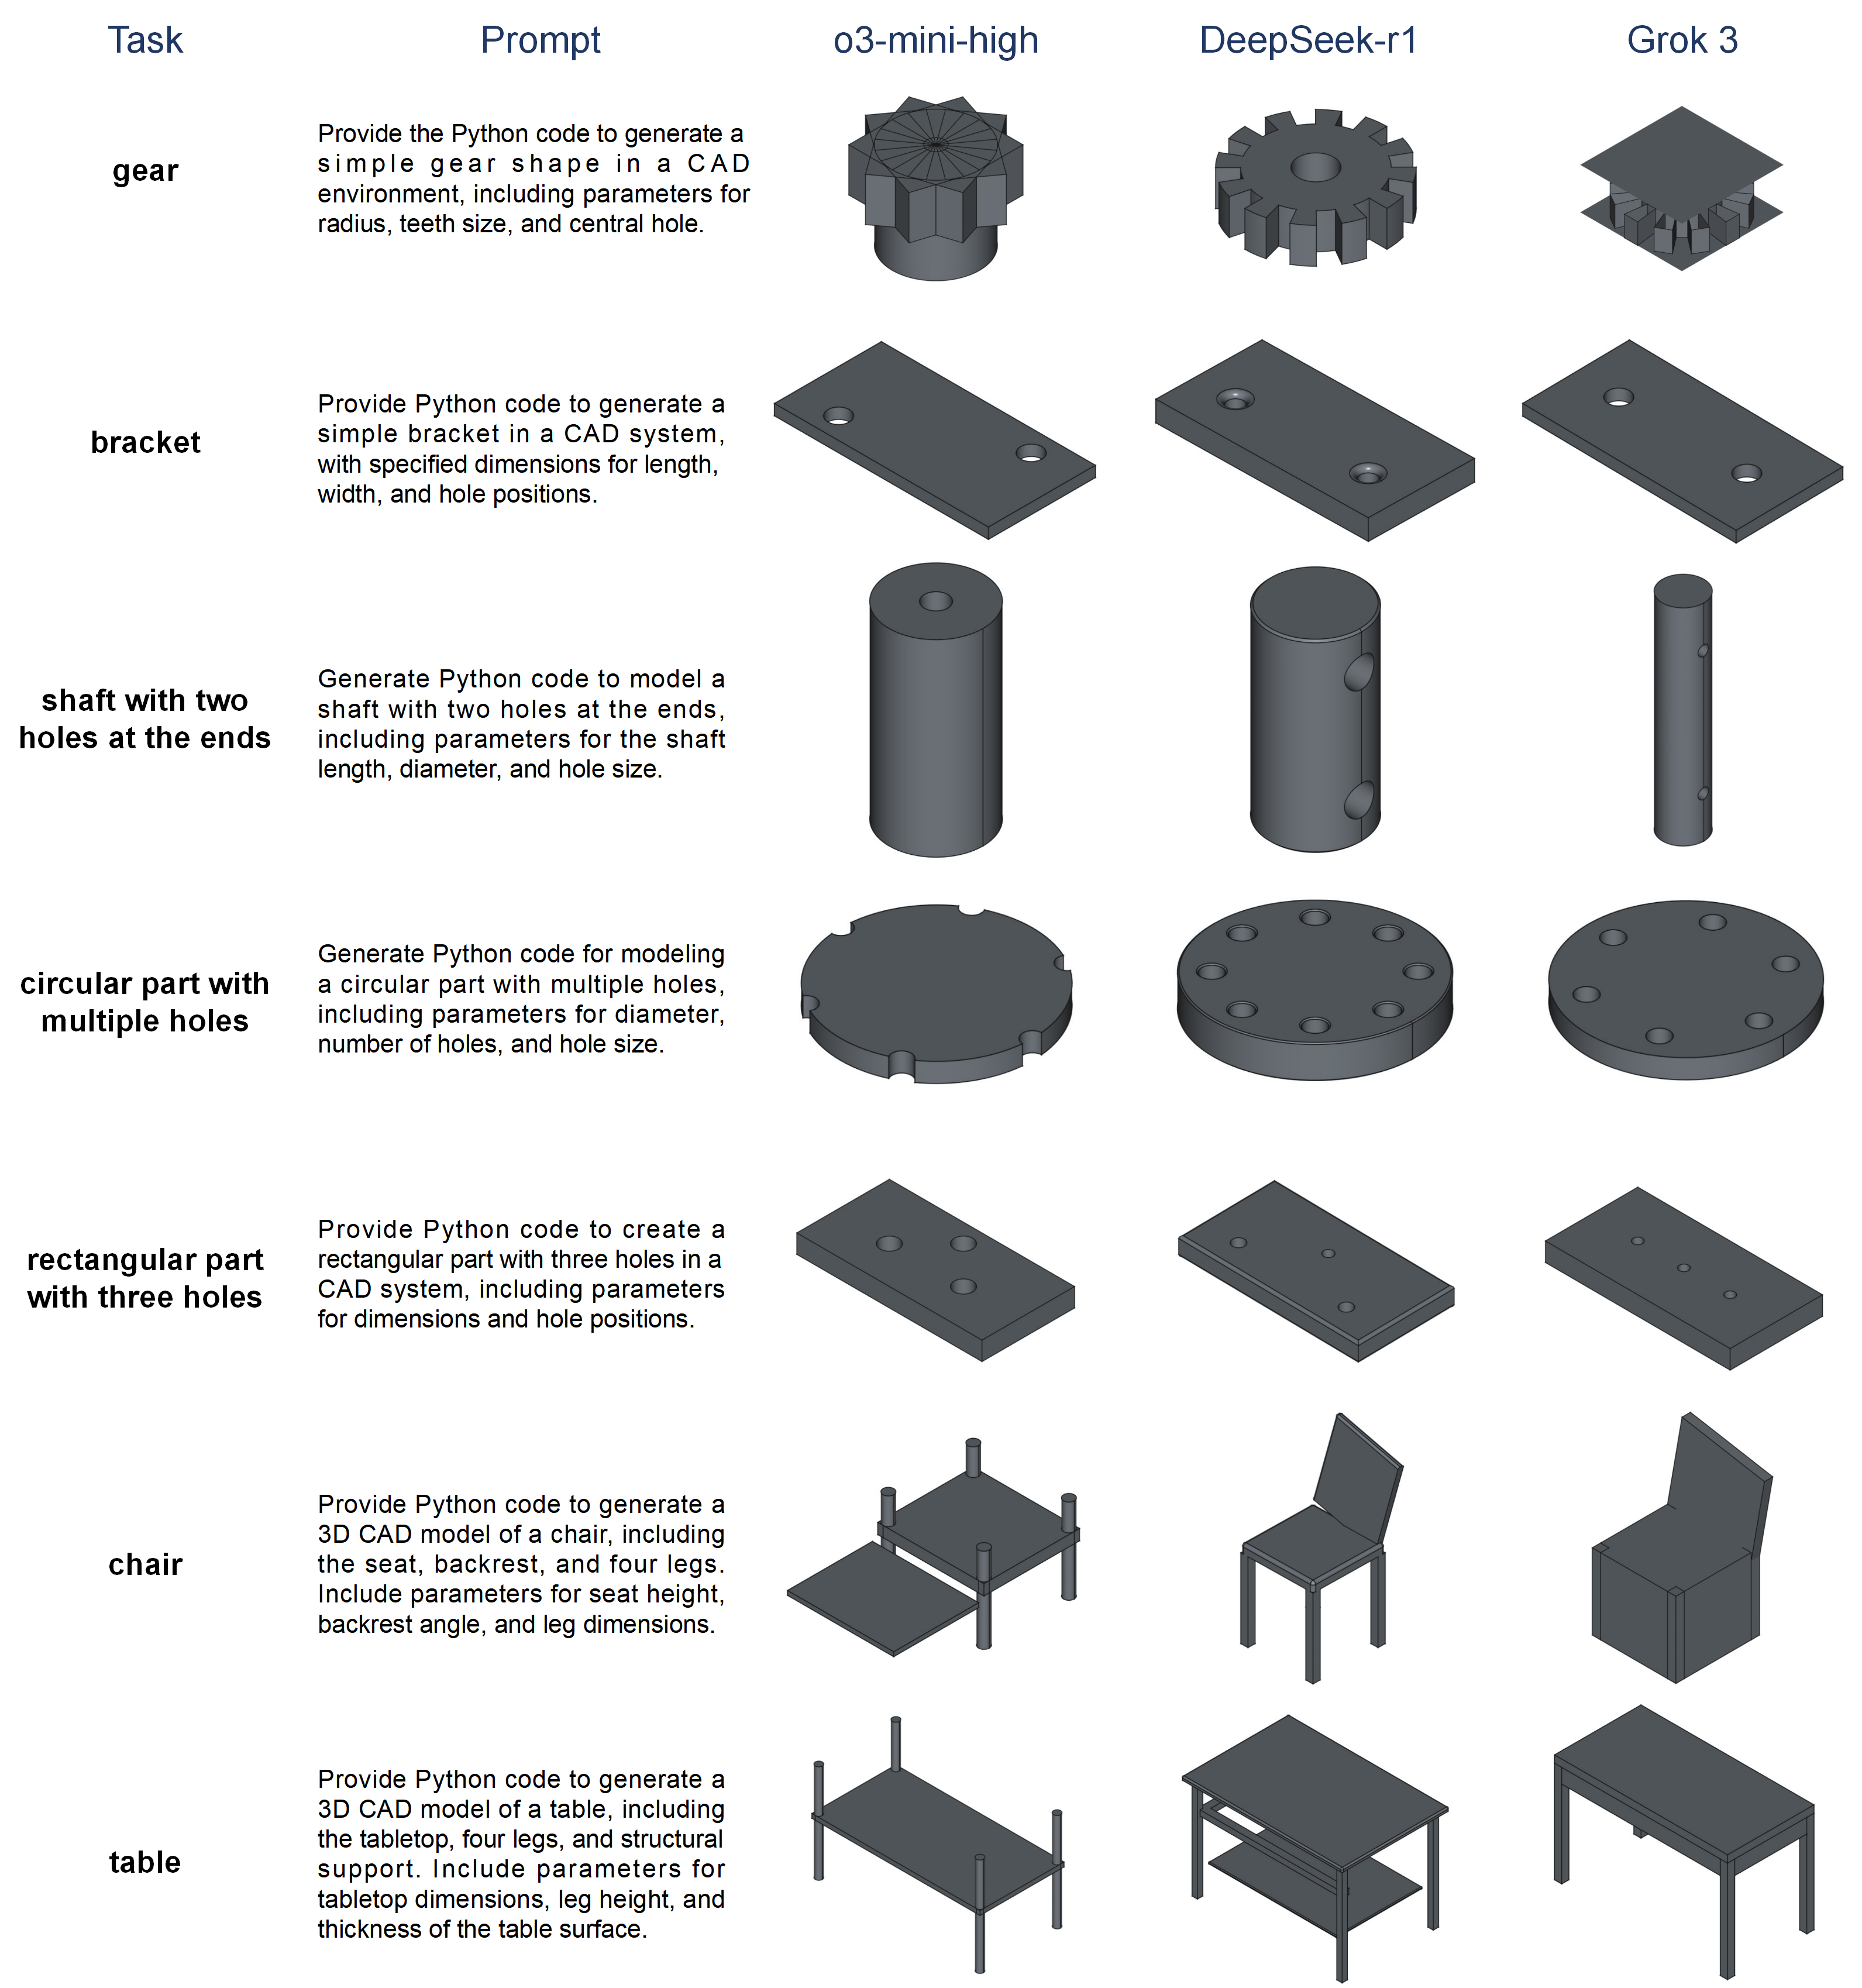 Task Prompt o3-mini-high DeepSeek-r1 Grok 3
gear
Provide the Python code to generate a
simple gear shape in a CAD
environment, including parameters for
radius, teeth size, and central hole.
bracket
Provide Python code to generate a
simple bracket in a CAD system,
with specified dimensions for length,
width, and hole positions.
shaft with two
holes at the ends
Generate Python code to model a
shaft with two holes at the ends,
including parameters for the shaft
length, diameter, and hole size.
circular part with
multiple holes
Generate Python code for modeling
a circular part with multiple holes,
including parameters for diameter,
number of holes, and hole size.
rectangular part
with three holes
Provide Python code to create a
rectangular part with three holes in a
CAD system, including parameters
for dimensions and hole positions.
chair
Provide Python code to generate a
3D CAD model of a chair, including
the seat, backrest, and four legs.
Include parameters for seat height,
backrest angle, and leg dimensions.
table
Provide Python code to generate a
3D CAD model of a table, including
the tabletop, four legs, and structural
support. Include parameters for
tabletop dimensions, leg height, and
thickness of the table surface.